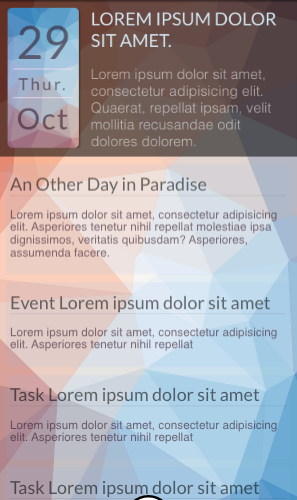 29
Thur.
Oct
LOREM IPSUM DOLOR
SIT AMET.
Lorem ipsum dolor sit amet,
consectetur adipisicing elit.
Quaerat, repellat ipsam, velit
mollitia recusandae odit
dolores dolorem.
An Other Day in Paradise
Lorem ipsum dolor sit amet, consectetur adipisicing
elit. Asperiores tenetur nihil repellat molestiae ipsa
dignissimos, veritatis quibusdam? Asperiores,
assumenda facere.
Event Lorem ipsum dolor sit amet
Lorem ipsum dolor sit amet, consectetur adipisicing
elit. Asperiores tenetur nihil repellat
Task Lorem ipsum dolor sit amet
Lorem ipsum dolor sit amet, consectetur adipisicing
elit. Asperiores tenetur nihil repellat
Task Lorem ipsum dolor sit amet